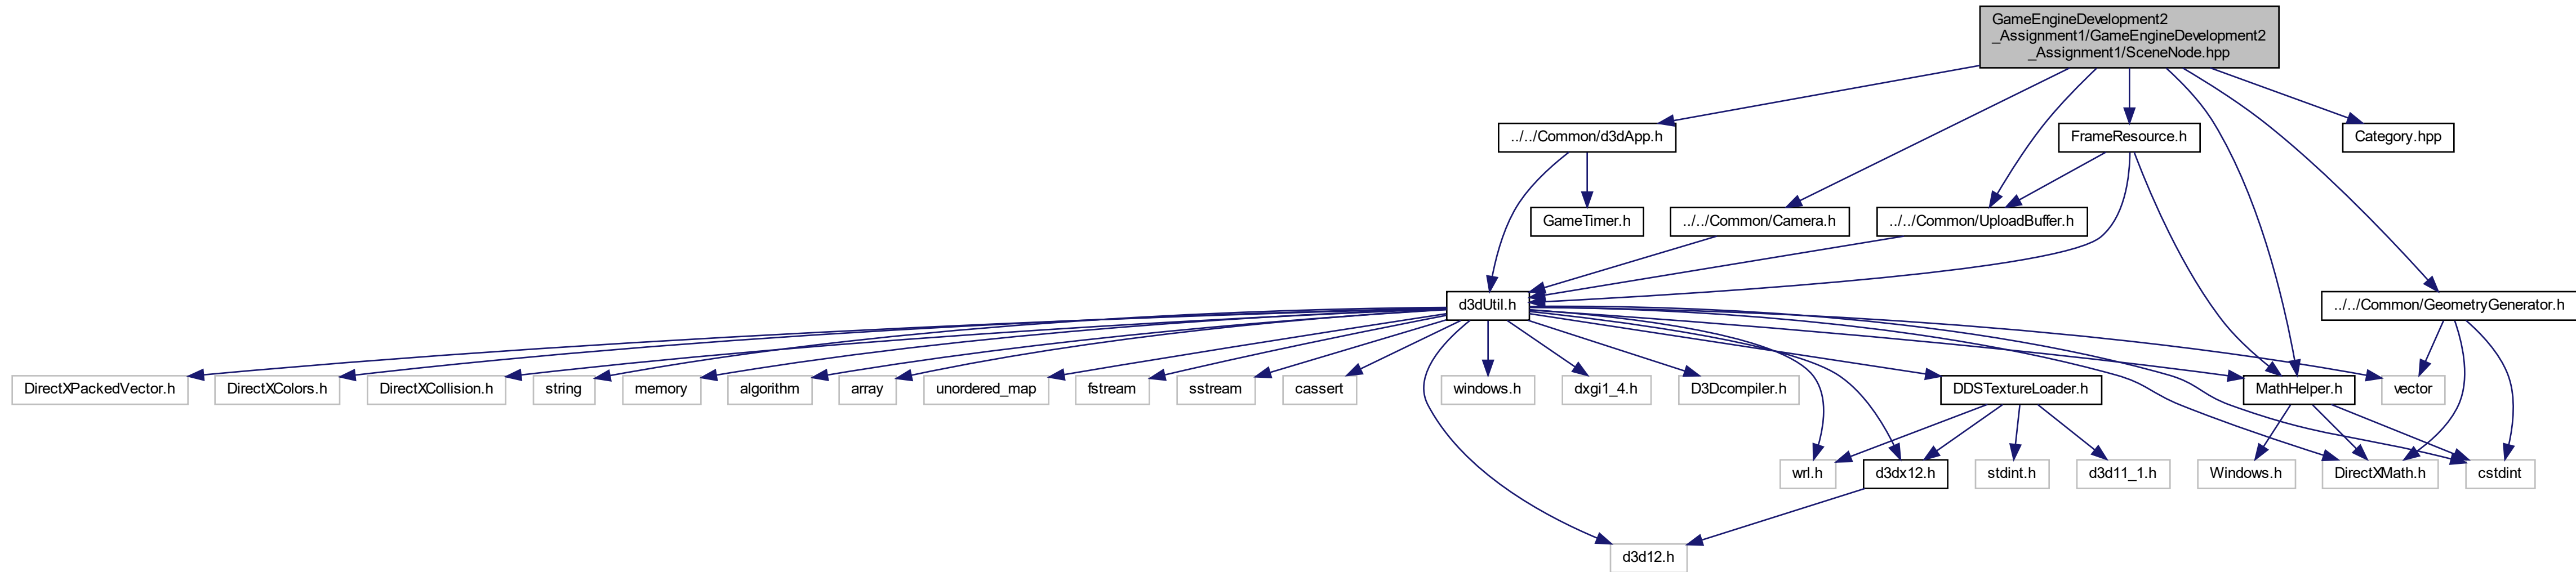 GameEngineDevelopment2
_Assignment1/GameEngineDevelopment2
_Assignment1/SceneNode.hpp
../../Common/d3dApp.h
FrameResource.h
Category.hpp
GameTimer.h
../../Common/Camera.h
../../Common/UploadBuffer.h
d3dUtil.h
../../Common/GeometryGenerator.h
DirectXPackedVector.h
DirectXColors.h
DirectXCollision.h
string
memory
algorithm
array
unordered_map
fstream
sstream
cassert
windows.h
dxgi1_4.h
D3Dcompiler.h
DDSTextureLoader.h
MathHelper.h
vector
wrl.h
d3dx12.h
stdint.h
d3d11_1.h
Windows.h
DirectXMath.h
cstdint
d3d12.h